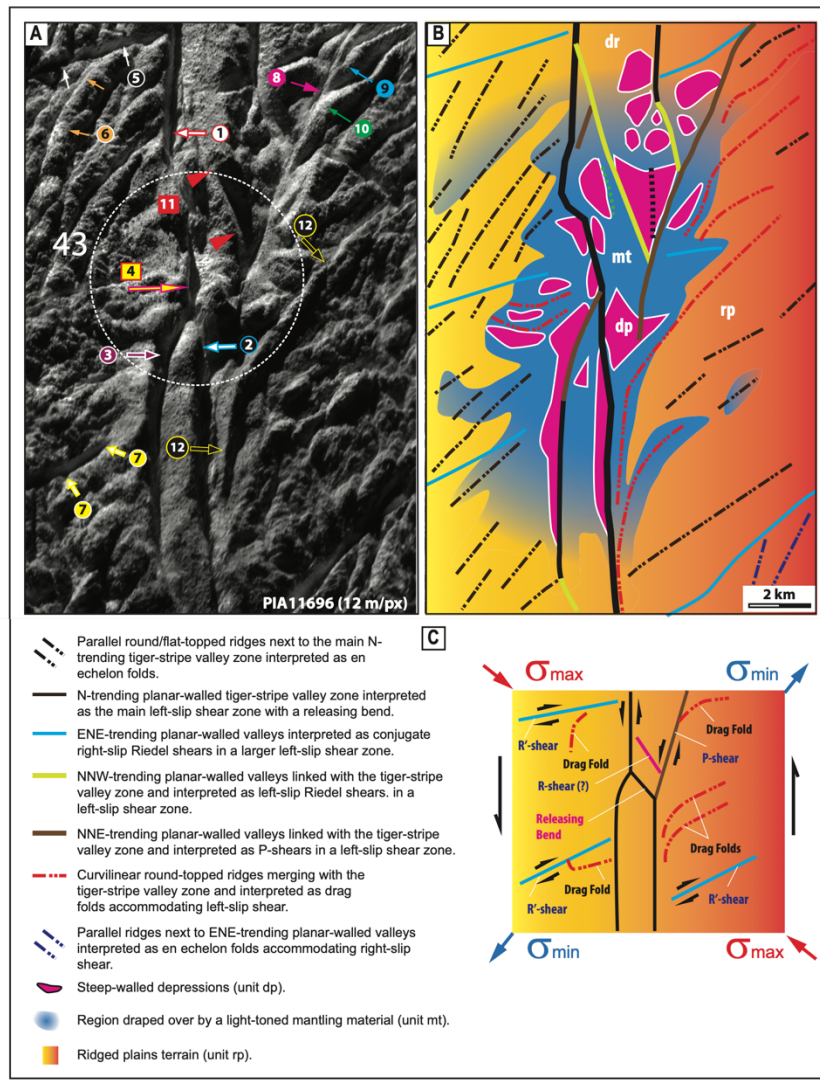 A
5
6
1
8
9
10
11
43
12
4
3
2
12
7
7
PIA11696 (12 m/px)
B
dr
mt
dp
rp
2 km
Parallel round/flat-topped ridges next to the main N-
trending tiger-stripe valley zone interpreted as en
echelon folds.
N-trending planar-walled tiger-stripe valley zone interpreted
as the main left-slip shear zone with a releasing bend.
ENE-trending planar-walled valleys interpreted as conjugate
right-slip Riedel shears in a larger left-slip shear zone.
NNW-trending planar-walled valleys linked with the tiger-stripe
valley zone and interpreted as left-slip Riedel shears. in a
left-slip shear zone.
NNE-trending planar-walled valleys linked with the tiger-stripe
valley zone and interpreted as P-shears in a left-slip shear zone.
Curvilinear round-topped ridges merging with the
tiger-stripe valley zone and interpreted as drag
folds accommodating left-slip shear.
Parallel ridges next to ENE-trending planar-walled valleys
interpreted as en echelon folds accommodating right-slip
shear.
Steep-walled depressions (unit dp).
Region draped over by a light-toned mantling material (unit mt).
Ridged plains terrain (unit rp).
C
σmax
σmin
R'-shear
Drag Fold
Drag Fold
P-shear
R-shear (?)
Releasing
Bend
Drag Folds
Drag Fold
R'-shear
R'-shear
σmin
σmax